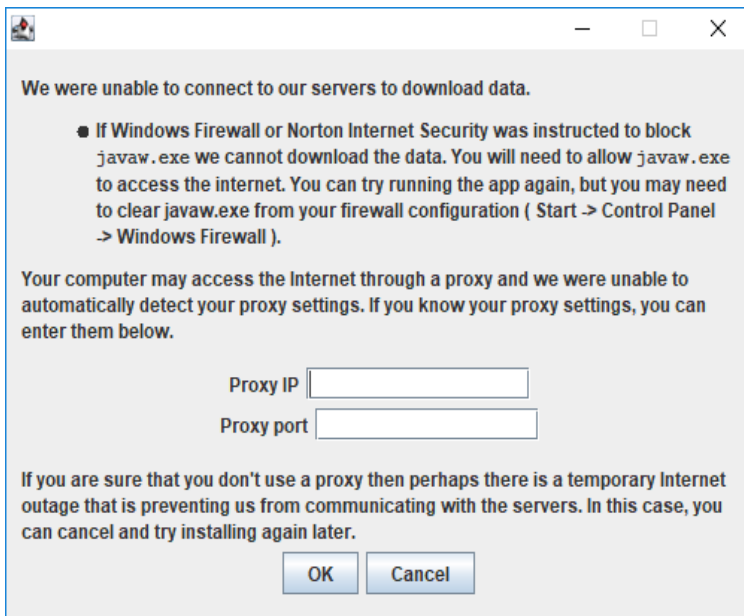 We were unable to connect to our servers to download data.
● If Windows Firewall or Norton Internet Security was instructed to block
javaw.exe we cannot download the data. You will need to allow javaw.exe
to access the internet. You can try running the app again, but you may need
to clear javaw.exe from your firewall configuration ( Start -> Control Panel
-> Windows Firewall ).
Your computer may access the Internet through a proxy and we were unable to
automatically detect your proxy settings. If you know your proxy settings, you can
enter them below.
Proxy IP
Proxy port
If you are sure that you don't use a proxy then perhaps there is a temporary Internet
outage that is preventing us from communicating with the servers. In this case, you
can cancel and try installing again later.
OK Cancel